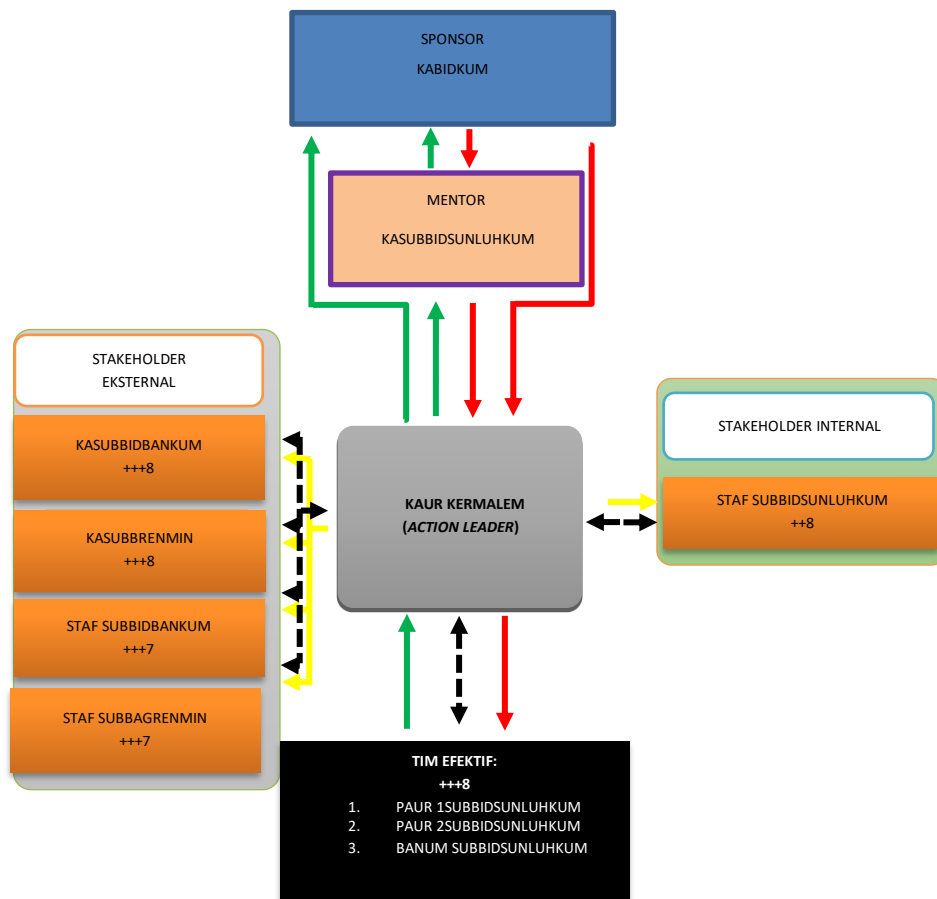 SPONSOR
KABIDKUM
MENTOR
KASUBBIDSUNLUHKUM
STAKEHOLDER
EKSTERNAL
KASUBBIDBANKUM
+++8
KASUBBRENMIN
+++8
STAF SUBBIDBANKUM
+++7
STAF SUBBAGRENMIN
+++7
KAUR KERMALEM
(ACTION LEADER)
STAKEHOLDER INTERNAL
STAF SUBBIDSUNLUHKUM
++8
TIM EFEKTIF:
+++8
1. PAUR 1SUBBIDSUNLUHKUM
2. PAUR 2SUBBIDSUNLUHKUM
3. BANUM SUBBIDSUNLUHKUM